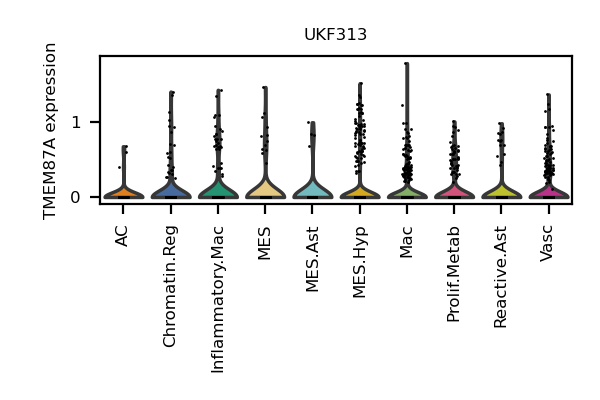 UKF313
TMEM87A expression
1
0
AC
Chromatin.Reg
Inflammatory.Mac
MES
MES.Ast
MES.Hyp
Mac
Prolif.Metab
Reactive.Ast
Vasc